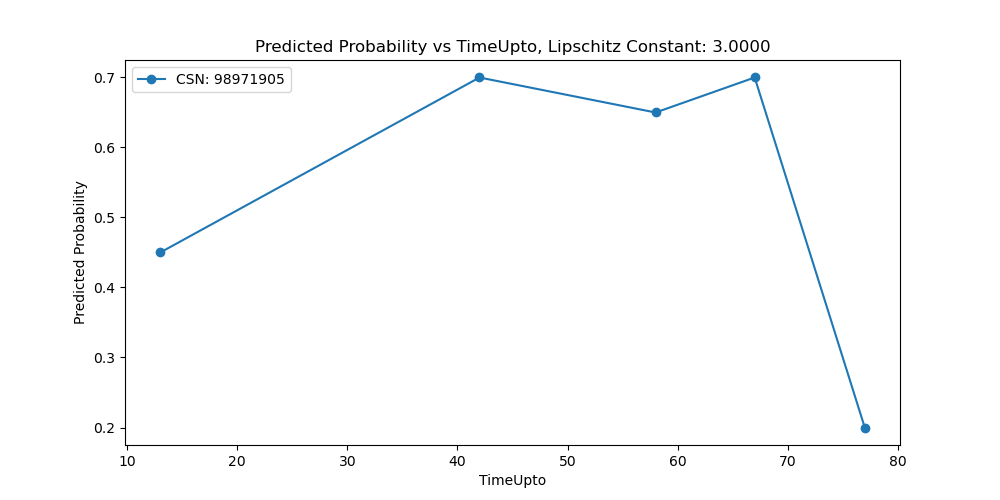 Predicted Probability vs TimeUpto, Lipschitz Constant: 3.0000
CSN: 98971905
Predicted Probability
0.7
0.6
0.5
0.4
0.3
0.2
10 20 30 40 50 60 70 80
TimeUpto